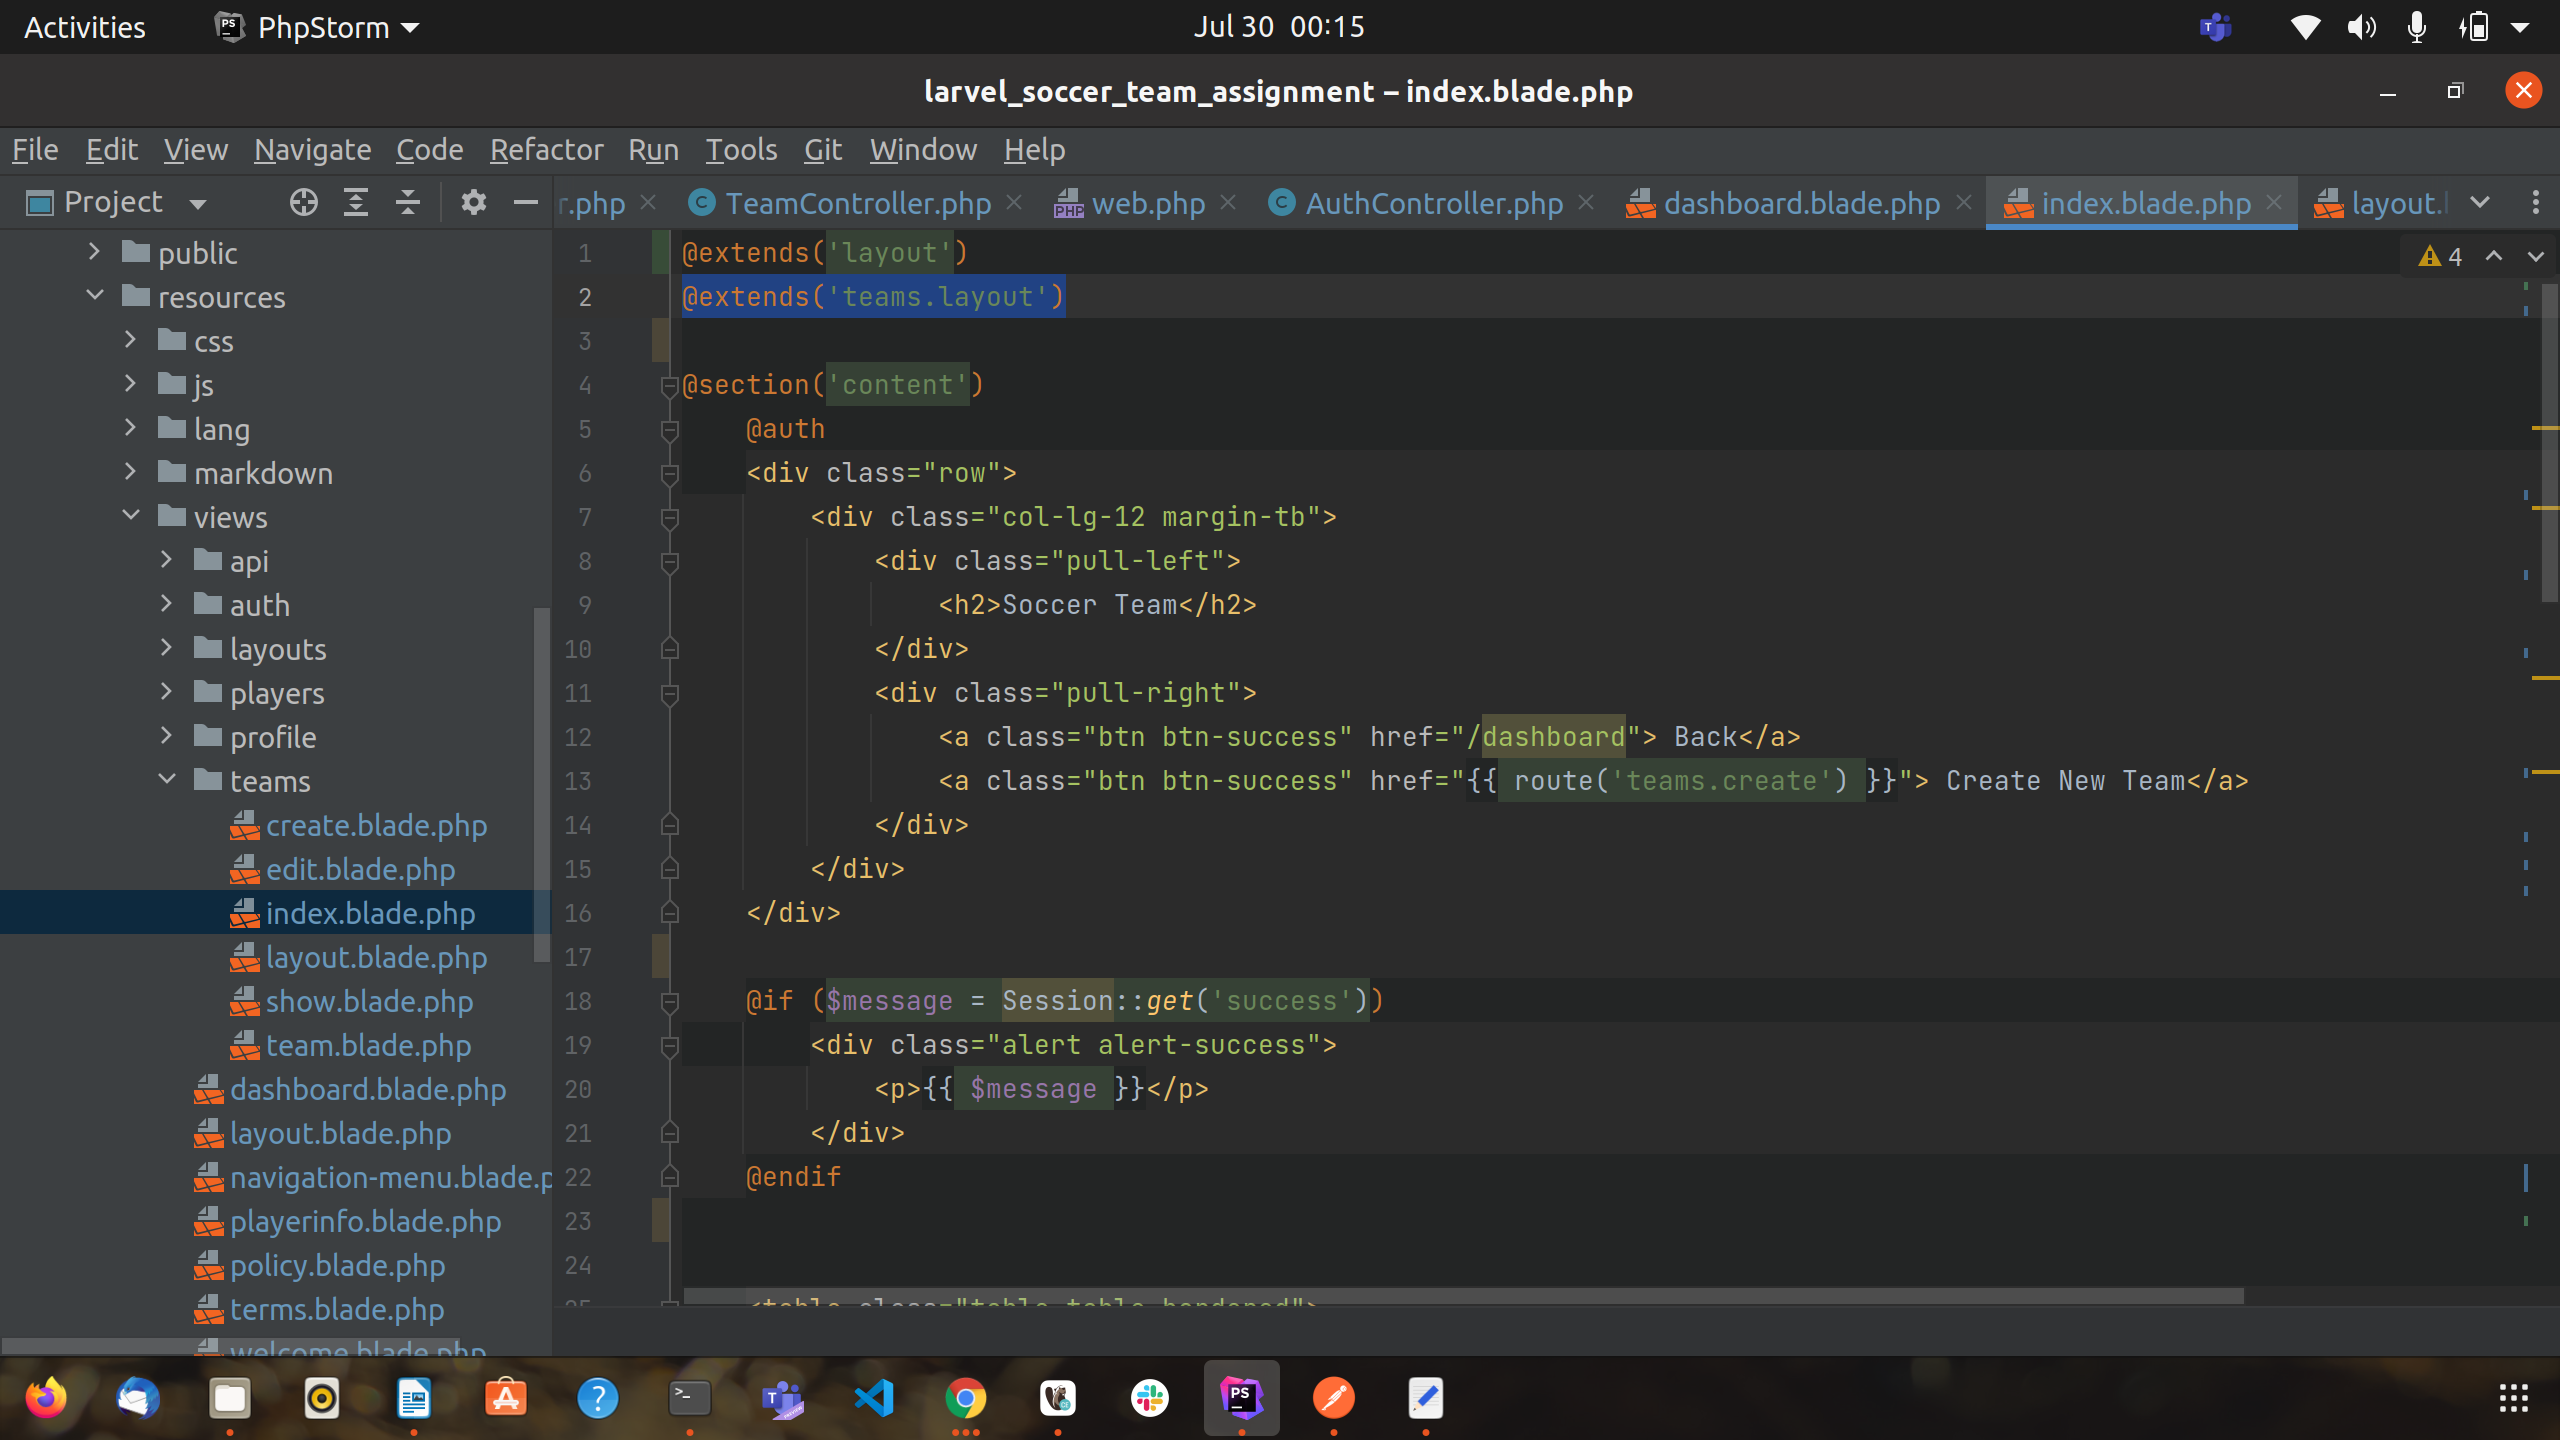 Activities
PhpStorm
Jul 30 00:15
larvel_soccer_team_assignment – index.blade.php
File Edit View Navigate Code Refactor Run Tools Git Window Help
Project
r.php
TeamController.php
web.php
AuthController.php
dashboard.blade.php
index.blade.php
layout.
public
resources
css
js
lang
markdown
views
api
auth
layouts
players
profile
teams
create.blade.php
edit.blade.php
index.blade.php
layout.blade.php
show.blade.php
team.blade.php
dashboard.blade.php
layout.blade.php
navigation-menu.blade.p
playerinfo.blade.php
policy.blade.php
terms.blade.php
welcome.blade.php
4
1 @extends('layout')
2 @extends('teams.layout')
3
4 @section('content')
5 @auth
6 <div class="row">
7 <div class="col-lg-12 margin-tb">
8 <div class="pull-left">
9 <h2>Soccer Team</h2>
10 </div>
11 <div class="pull-right">
12 <a class="btn btn-success" href="/dashboard"> Back</a>
13 <a class="btn btn-success" href="{{ route('teams.create') }}"> Create New Team</a>
14 </div>
15 </div>
16 </div>
17
18 @if ($message = Session::get('success'))
19 <div class="alert alert-success">
20 <p>{{ $message }}</p>
21 </div>
22 @endif
23
24
25 <table class="table table-bordered">